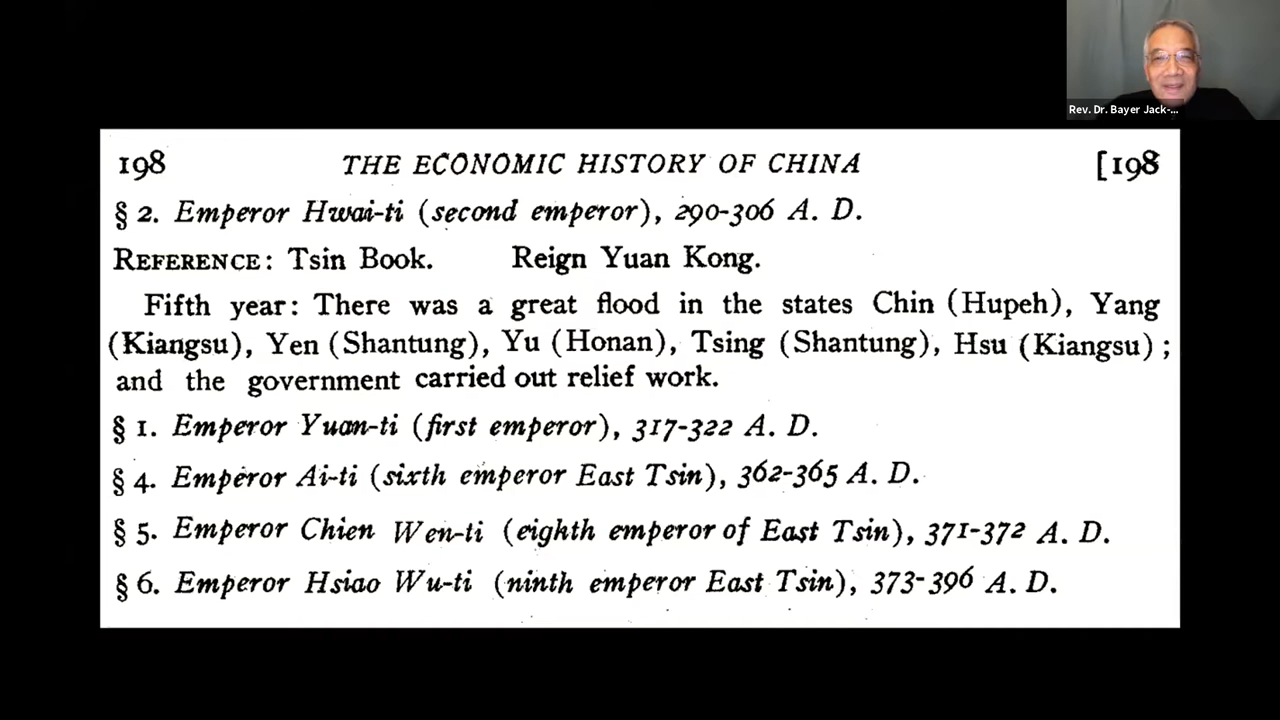 Rev. Dr. Bayer Jack-...
198 THE ECONOMIC HISTORY OF CHINA [198
§ 2. Emperor Hwai-ti (second emperor), 290-306 A. D.
REFERENCE: Tsin Book. Reign Yuan Kong.
Fifth year: There was a great flood in the states Chin (Hupeh), Yang
(Kiangsu), Yen (Shantung), Yu (Honan), Tsing (Shantung), Hsu (Kiangsu) ;
and the government carried out relief work.
§ 1. Emperor Yuan-ti (first emperor), 317-322 A. D.
§ 4. Emperor Ai-ti (sixth emperor East Tsin), 362-365 A. D.
§ 5. Emperor Chien Wen-ti (eighth emperor of East Tsin), 371-372 A. D.
§ 6. Emperor Hsiao Wu-ti (ninth emperor East Tsin), 373-396 A. D.